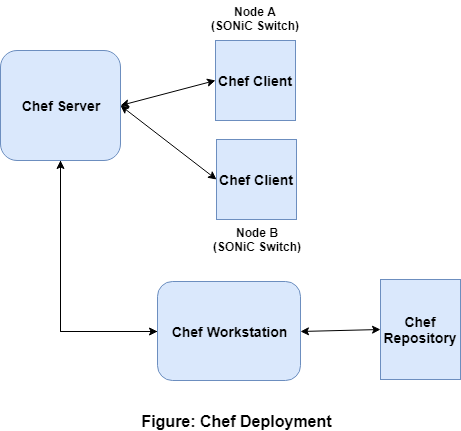 Node A
(SONiC Switch)
Chef Server
Chef Client
Chef Client
Node B
(SONiC Switch)
Chef Workstation
Chef
Repository
Figure: Chef Deployment